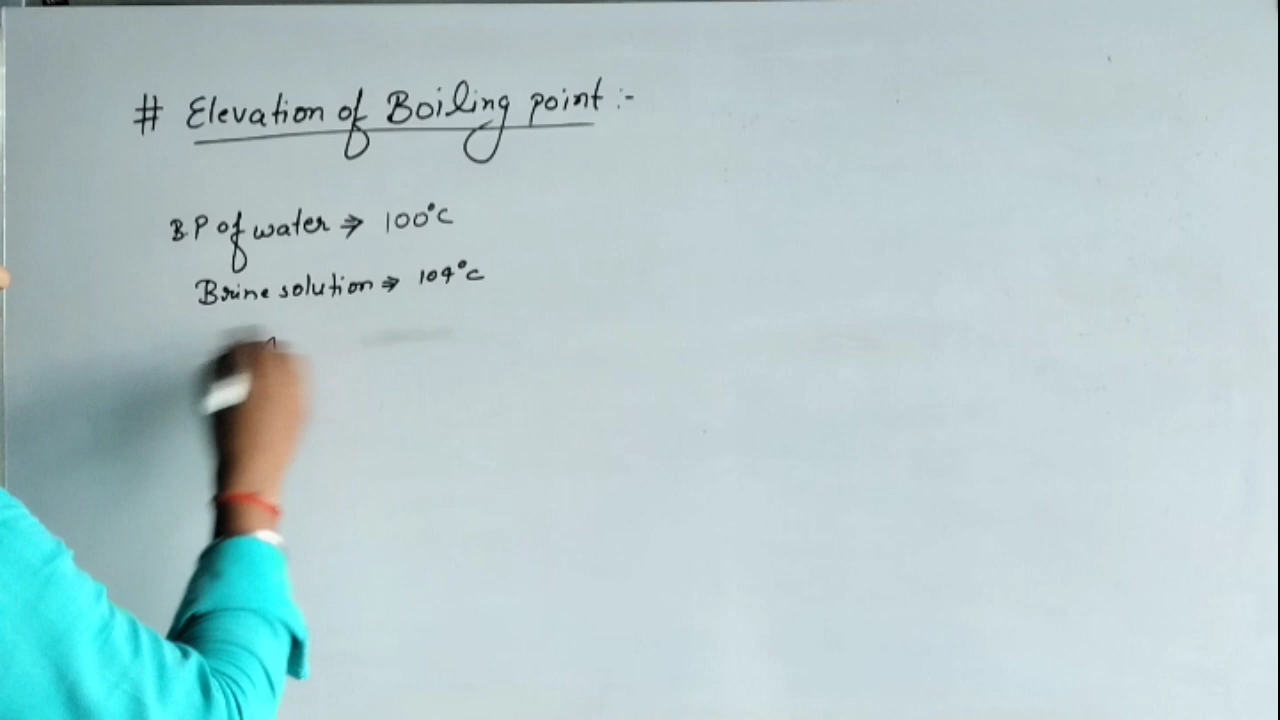 # Elevation of Boiling point :-
B.P of water ⇒ 100°C
Brine solution ⇒ 104°C